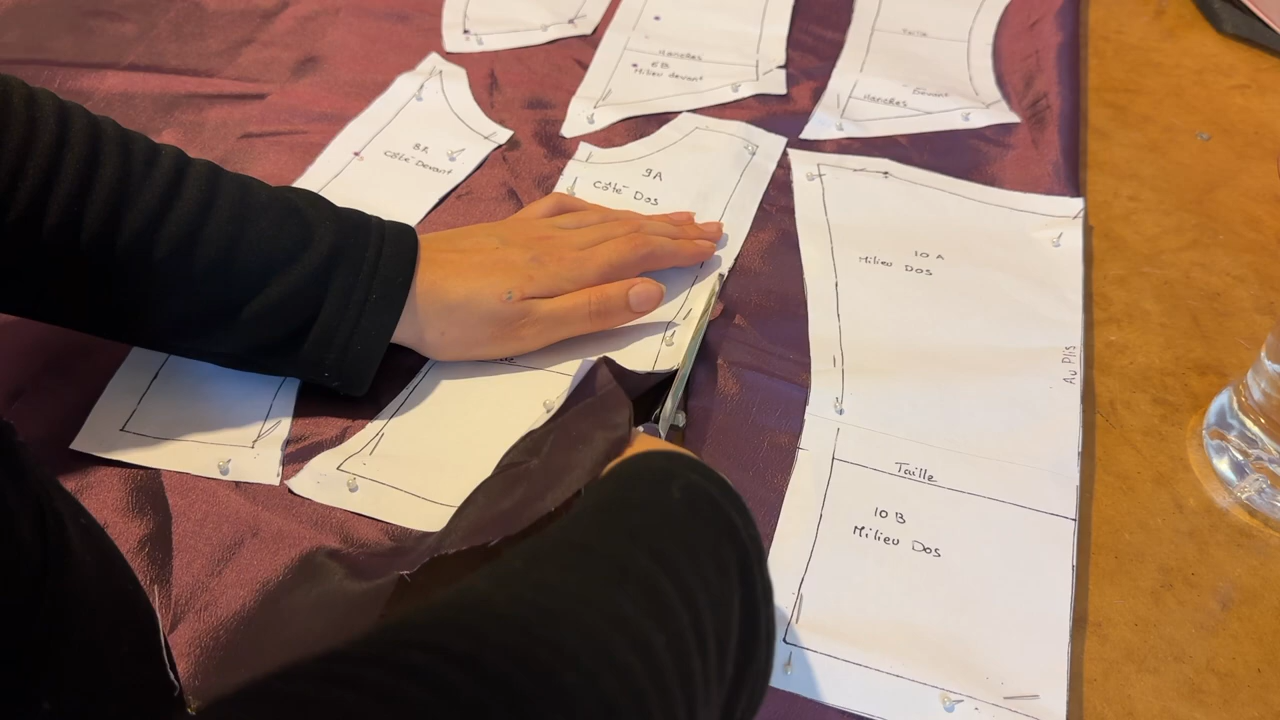 Taille
Hanches
6B
Milieu devant
Devant
Hanches
8A
Côté Devant
9A
Côté Dos
10 A
Milieu Dos
Au Plis
Taille
10 B
Milieu Dos